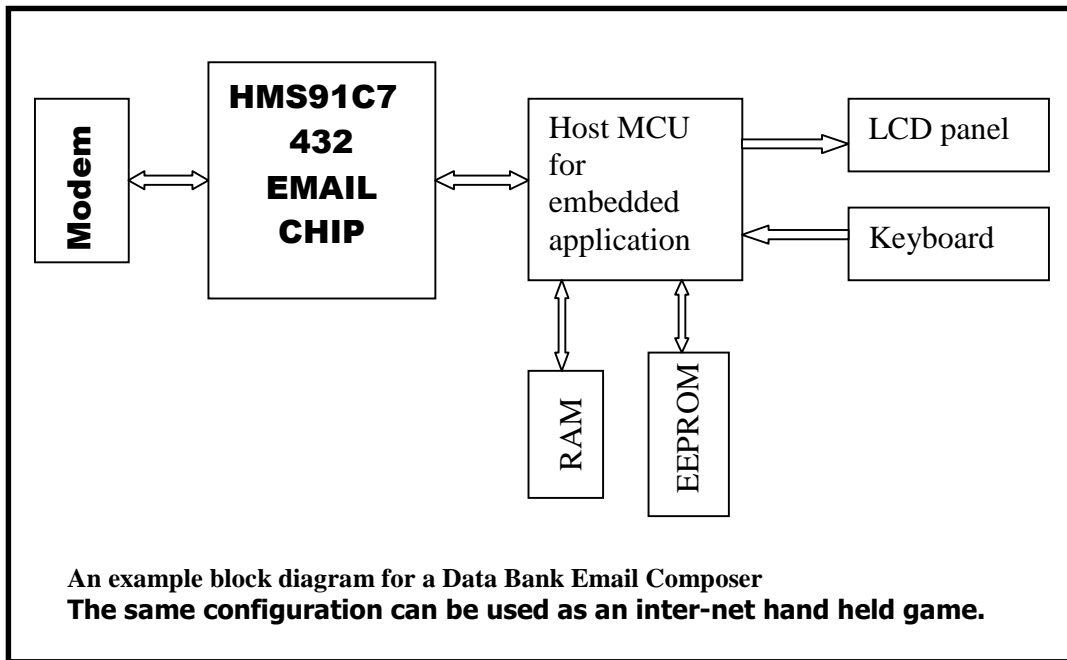 Modem
HMS91C7
432
EMAIL
CHIP
Host MCU
for
embedded
application
LCD panel
Keyboard
RAM
EEPROM
An example block diagram for a Data Bank Email Composer
The same configuration can be used as an inter-net hand held game.